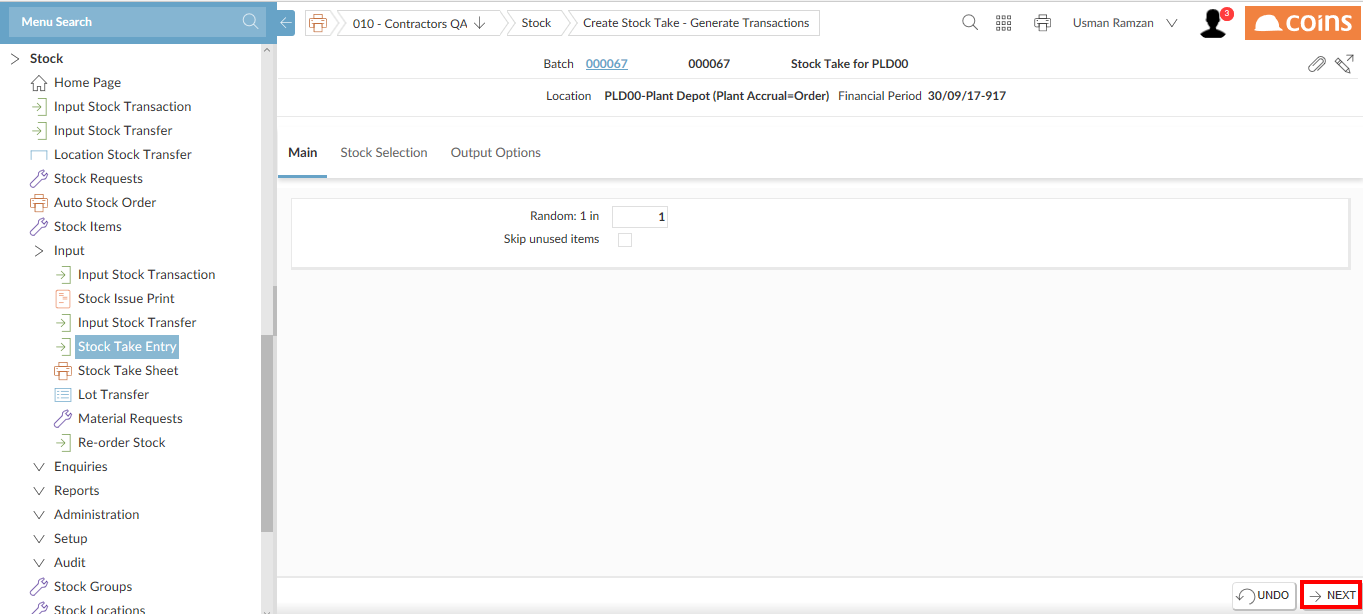 Menu Search
010 - Contractors QA
Stock
Create Stock Take - Generate Transactions
Usman Ramzan
3
coins
Stock
Home Page
Input Stock Transaction
Input Stock Transfer
Location Stock Transfer
Stock Requests
Auto Stock Order
Stock Items
Input
Input Stock Transaction
Stock Issue Print
Input Stock Transfer
Stock Take Entry
Stock Take Sheet
Lot Transfer
Material Requests
Re-order Stock
Enquiries
Reports
Administration
Setup
Audit
Stock Groups
Stock Locations
Batch 000067 000067 Stock Take for PLD00
Location PLD00-Plant Depot (Plant Accrual=Order) Financial Period 30/09/17-917
Main Stock Selection Output Options
Random: 1 in 1
Skip unused items
UNDO
NEXT